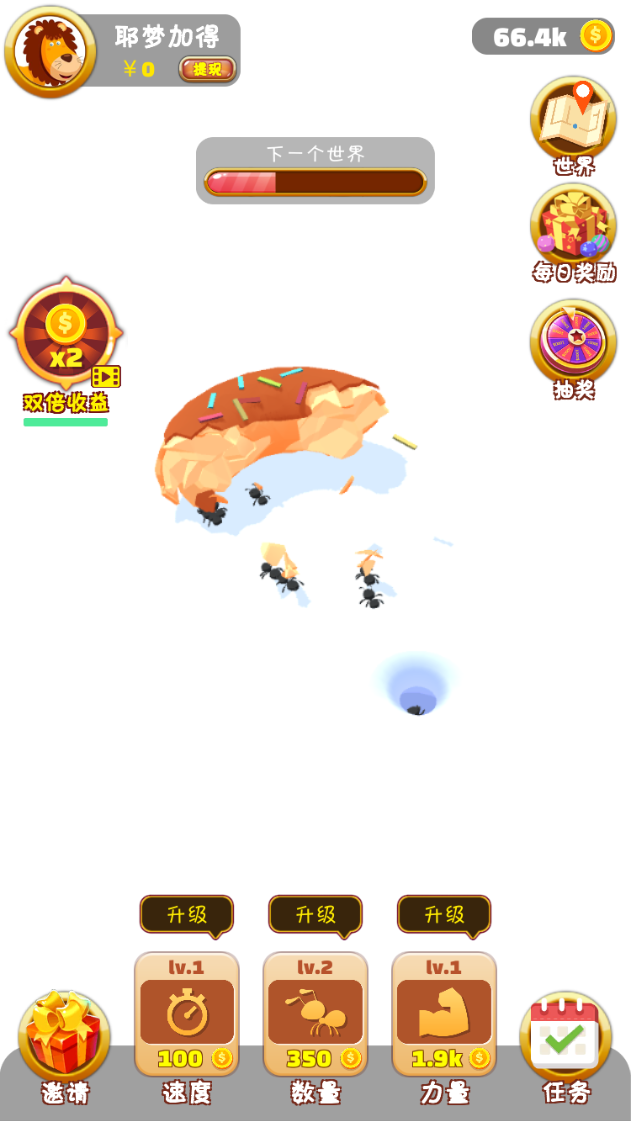 耶梦加得
￥0
提现
66.4k
下一个世界
世界
每日奖励
抽奖
x2
双倍收益
升级
升级
升级
lv.1
lv.2
lv.1
100
350
1.9k
邀请
速度
数量
力量
任务